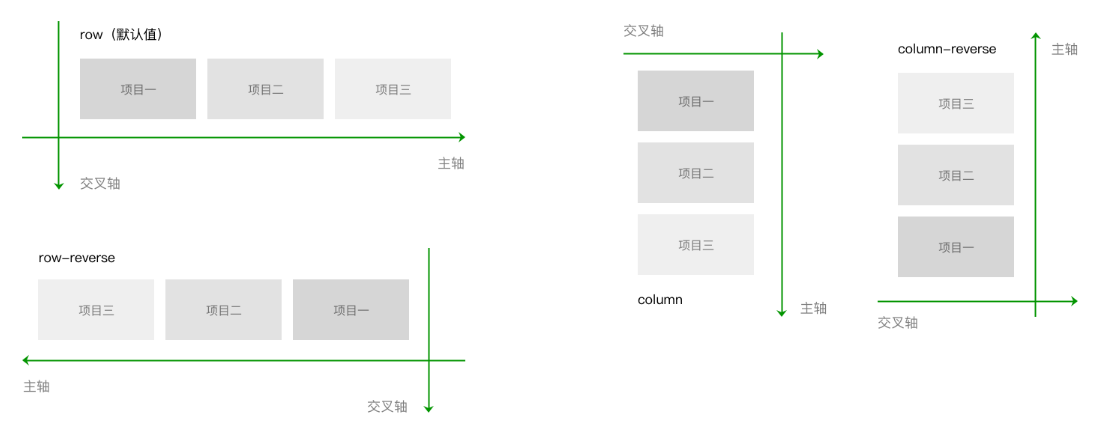 row（默认值）
项目一 项目二 项目三
主轴
交叉轴
row-reverse
项目三 项目二 项目一
主轴
交叉轴
交叉轴
项目一
项目二
项目三
column
主轴
column-reverse
主轴
项目三
项目二
项目一
交叉轴